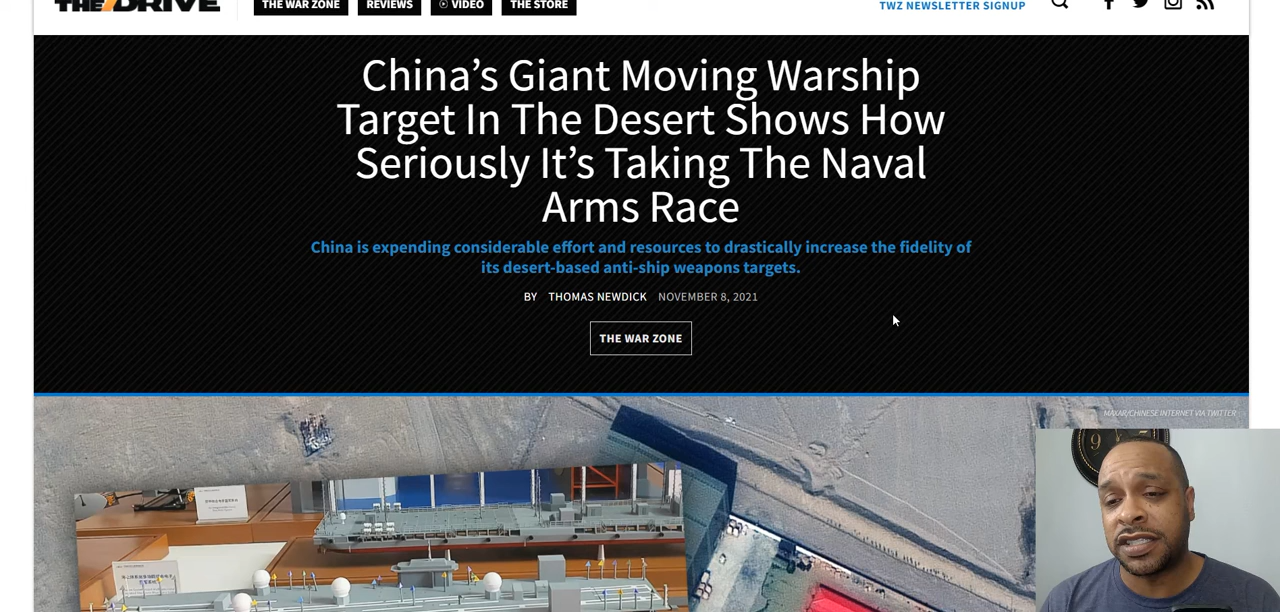 THE/DRIVE
THE WAR ZONE
REVIEWS
VIDEO
THE STORE
TWZ NEWSLETTER SIGNUP
China’s Giant Moving Warship
Target In The Desert Shows How
Seriously It’s Taking The Naval
Arms Race
China is expending considerable effort and resources to drastically increase the fidelity of
its desert-based anti-ship weapons targets.
BY THOMAS NEWDICK NOVEMBER 8, 2021
THE WAR ZONE
MAXAR/CHINESE INTERNET VIA TWITTER
9